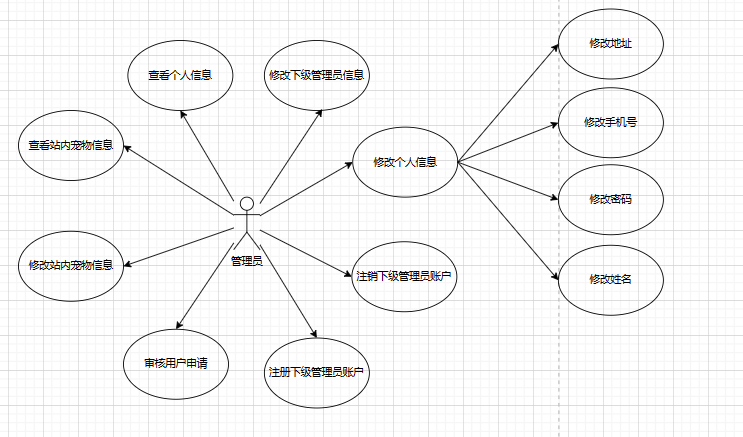 修改地址
查看个人信息
修改下级管理员信息
修改手机号
查看站内宠物信息
修改个人信息
修改密码
管理员
修改站内宠物信息
注销下级管理员账户
修改姓名
审核用户申请
注册下级管理员账户